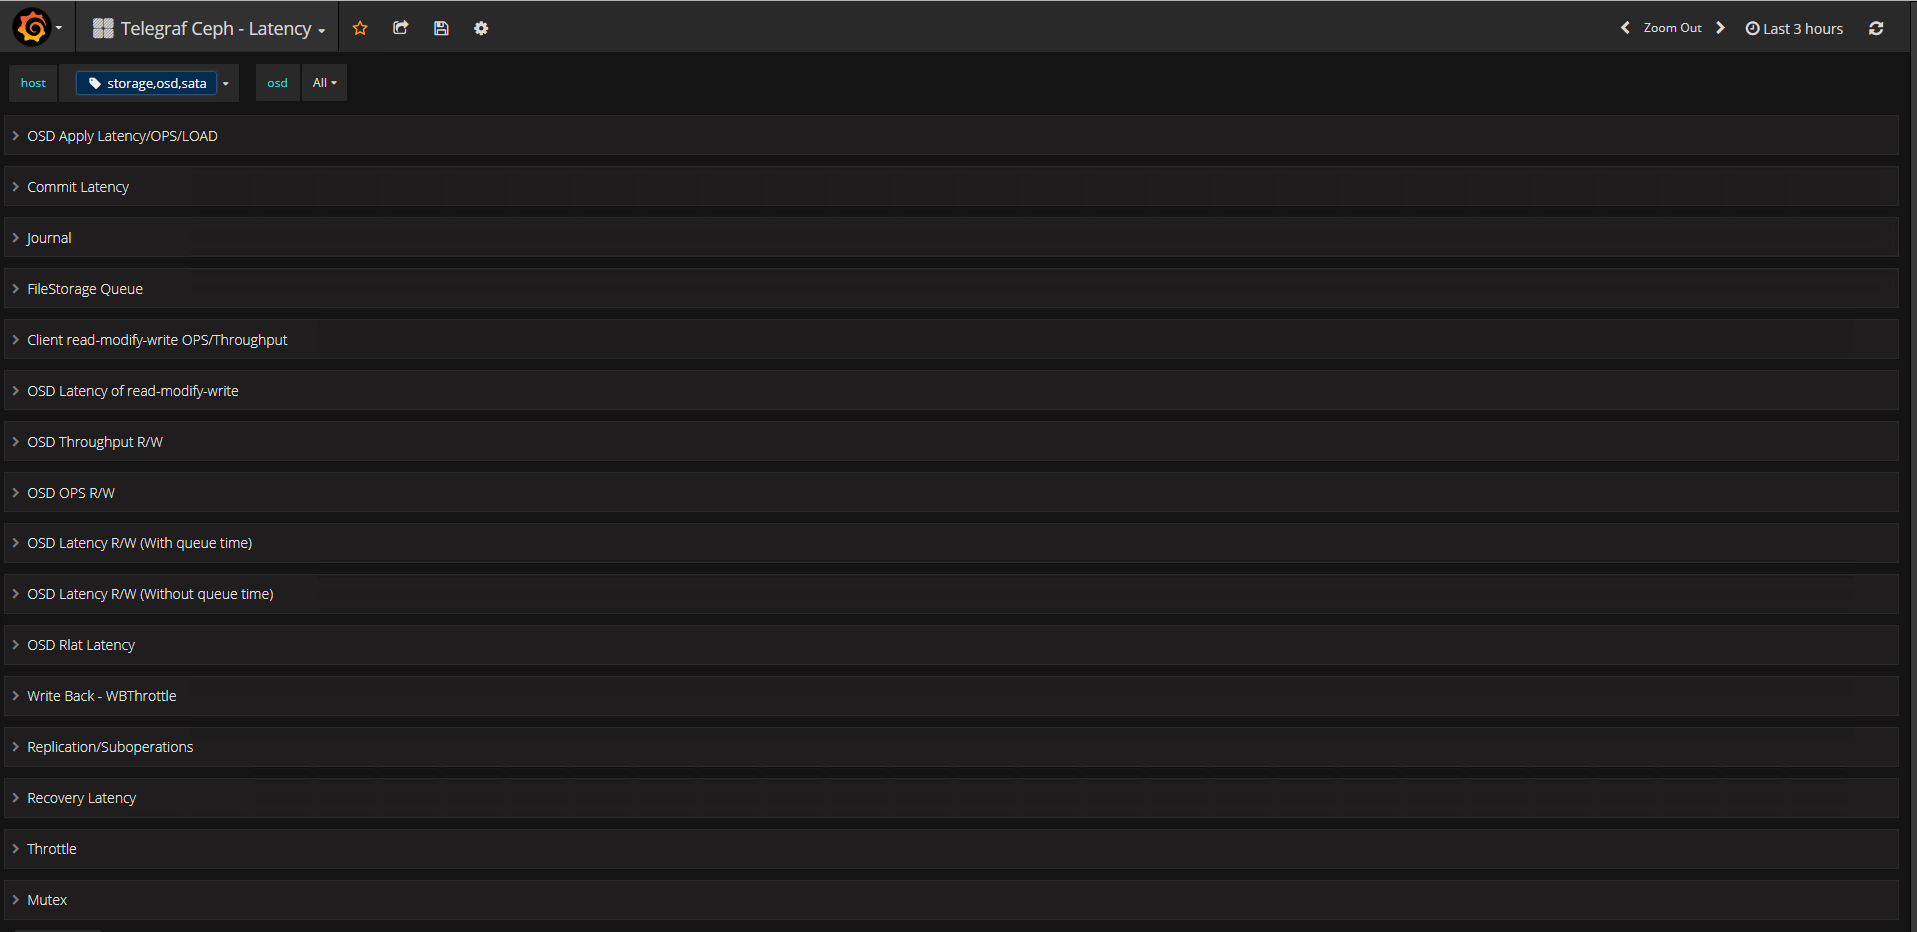 Telegraf Ceph - Latency
Zoom Out
Last 3 hours
host storage,osd,sata osd All
OSD Apply Latency/OPS/LOAD
Commit Latency
Journal
FileStorage Queue
Client read-modify-write OPS/Throughput
OSD Latency of read-modify-write
OSD Throughput R/W
OSD OPS R/W
OSD Latency R/W (With queue time)
OSD Latency R/W (Without queue time)
OSD Rlat Latency
Write Back - WBThrottle
Replication/Suboperations
Recovery Latency
Throttle
Mutex